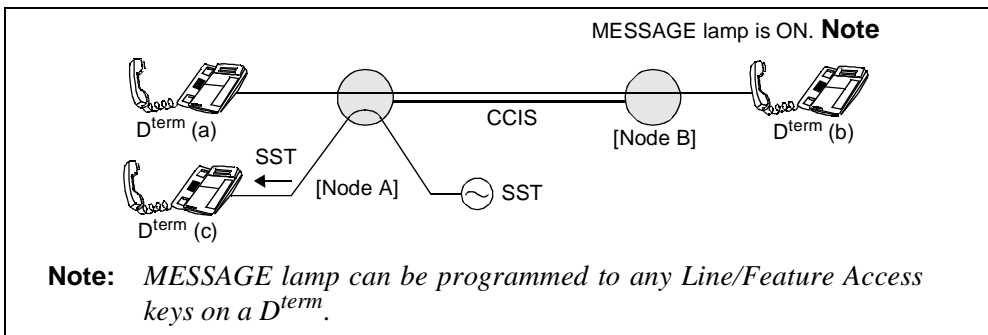 MESSAGE lamp is ON. Note
Dterm (a)
CCIS
[Node B]
Dterm (b)
SST
[Node A]
SST
Dterm (c)
Note: MESSAGE lamp can be programmed to any Line/Feature Access
keys on a Dterm.